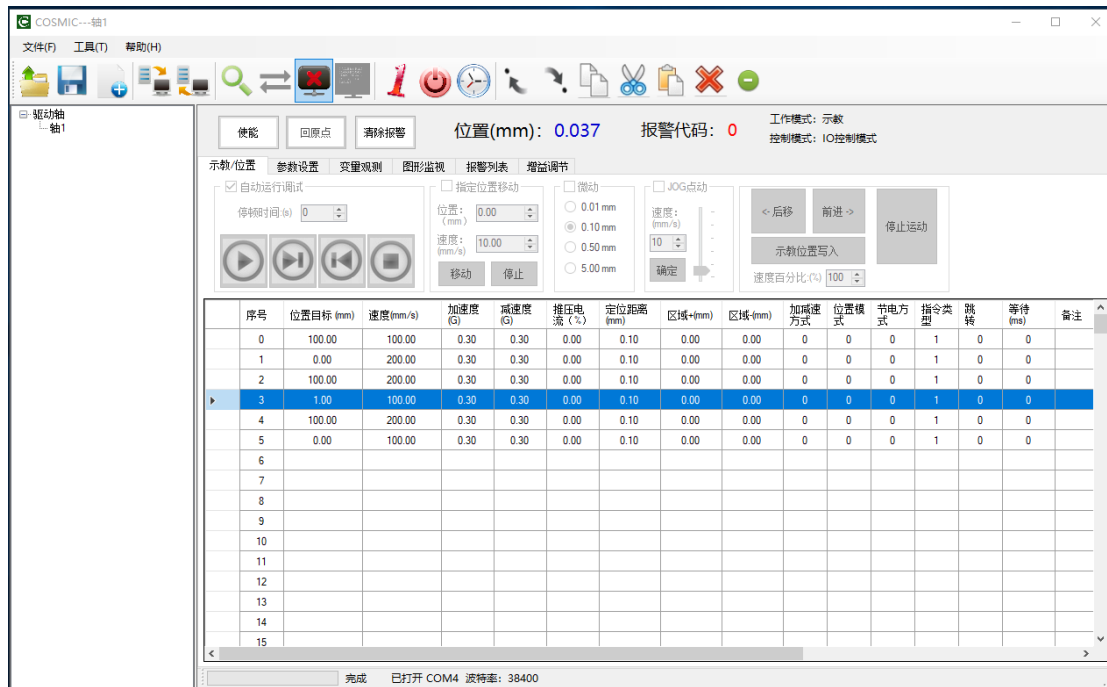 COSMIC---轴1
文件(F) 工具(T) 帮助(H)
驱动轴
轴1
使能 回原点 清除报警 位置(mm): 0.037 报警代码: 0
工作模式: 示教
控制模式: IO控制模式
示教/位置 参数设置 变量观测 图形监视 报警列表 增益调节
自动运行调试
停顿时间:(s) 0
指定位置移动
位置: (mm) 0.00
速度: (mm/s) 10.00
移动 停止
微动
0.01 mm
0.10 mm
0.50 mm
5.00 mm
JOG点动
速度: (mm/s)
10
确定
<-后移 前进-> 停止运动
示教位置写入
速度百分比:(%) 100
序号 位置目标 (mm) 速度(mm/s) 加速度(G) 减速度(G) 推压电流(%) 定位距离(mm) 区域+(mm) 区域-(mm) 加减速方式 位置模式 节电方式 指令类型 跳转 等待(ms) 备注
0 100.00 100.00 0.30 0.30 0.00 0.10 0.00 0.00 0 0 0 1 0 0
1 0.00 200.00 0.30 0.30 0.00 0.10 0.00 0.00 0 0 0 1 0 0
2 100.00 200.00 0.30 0.30 0.00 0.10 0.00 0.00 0 0 0 1 0 0
3 1.00 100.00 0.30 0.30 0.00 0.10 0.00 0.00 0 0 0 1 0 0
4 100.00 200.00 0.30 0.30 0.00 0.10 0.00 0.00 0 0 0 1 0 0
5 0.00 100.00 0.30 0.30 0.00 0.10 0.00 0.00 0 0 0 1 0 0
6
7
8
9
10
11
12
13
14
15
完成 已打开 COM4 波特率: 38400